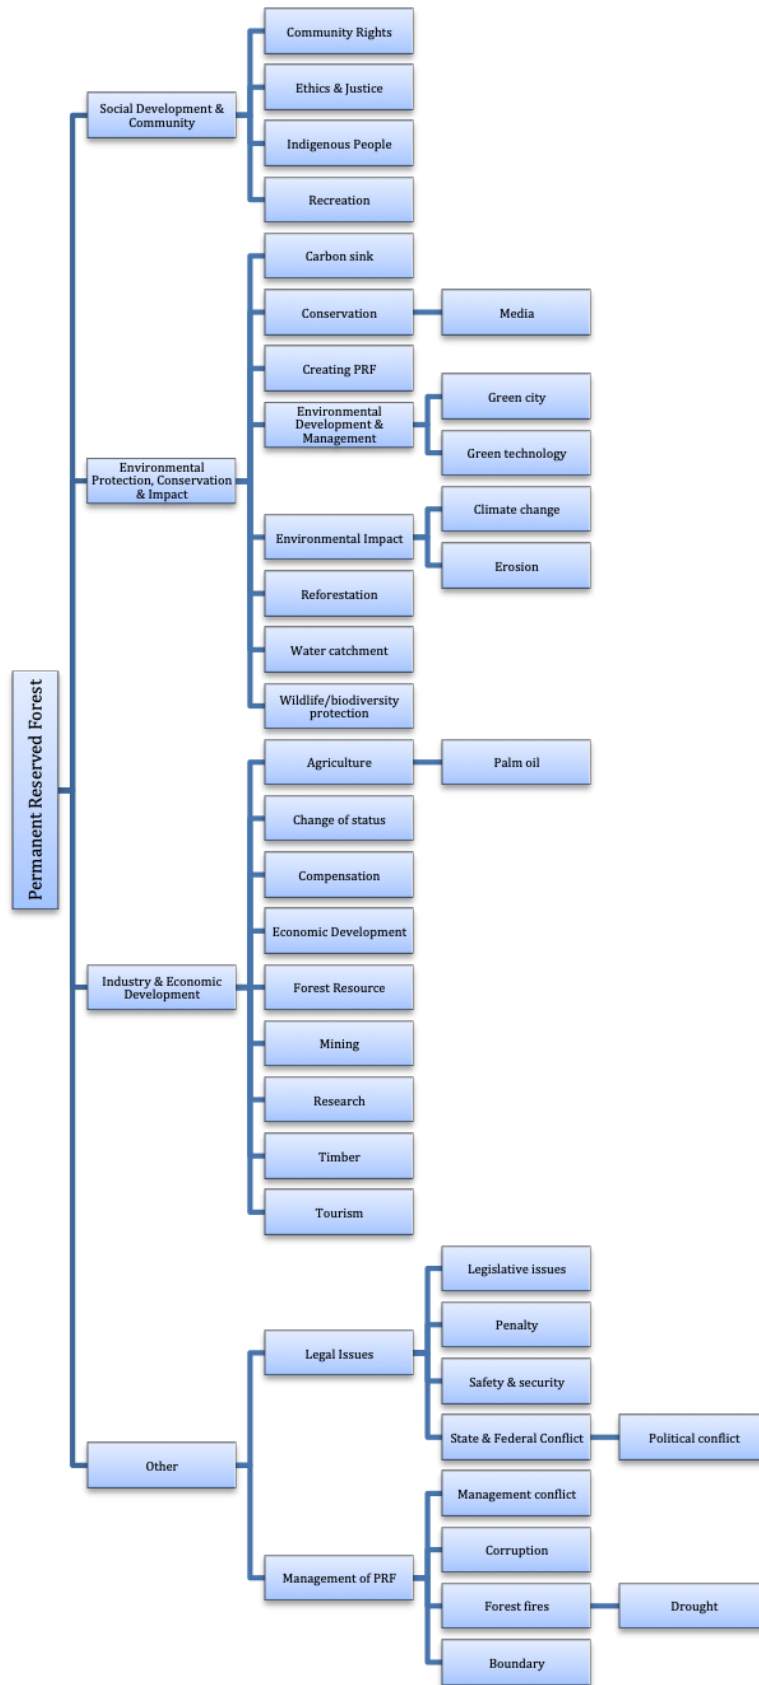 Permanent Reserved Forest
Social Development &
Community
Community Rights
Ethics & Justice
Indigenous People
Recreation
Environmental
Protection, Conservation
& Impact
Carbon sink
Conservation
Media
Creating PRF
Environmental
Development &
Management
Green city
Green technology
Environmental Impact
Climate change
Erosion
Reforestation
Water catchment
Wildlife/biodiversity
protection
Industry & Economic
Development
Agriculture
Palm oil
Change of status
Compensation
Economic Development
Forest Resource
Mining
Research
Timber
Tourism
Other
Legal Issues
Legislative issues
Penalty
Safety & security
State & Federal Conflict
Political conflict
Management of PRF
Management conflict
Corruption
Forest fires
Drought
Boundary